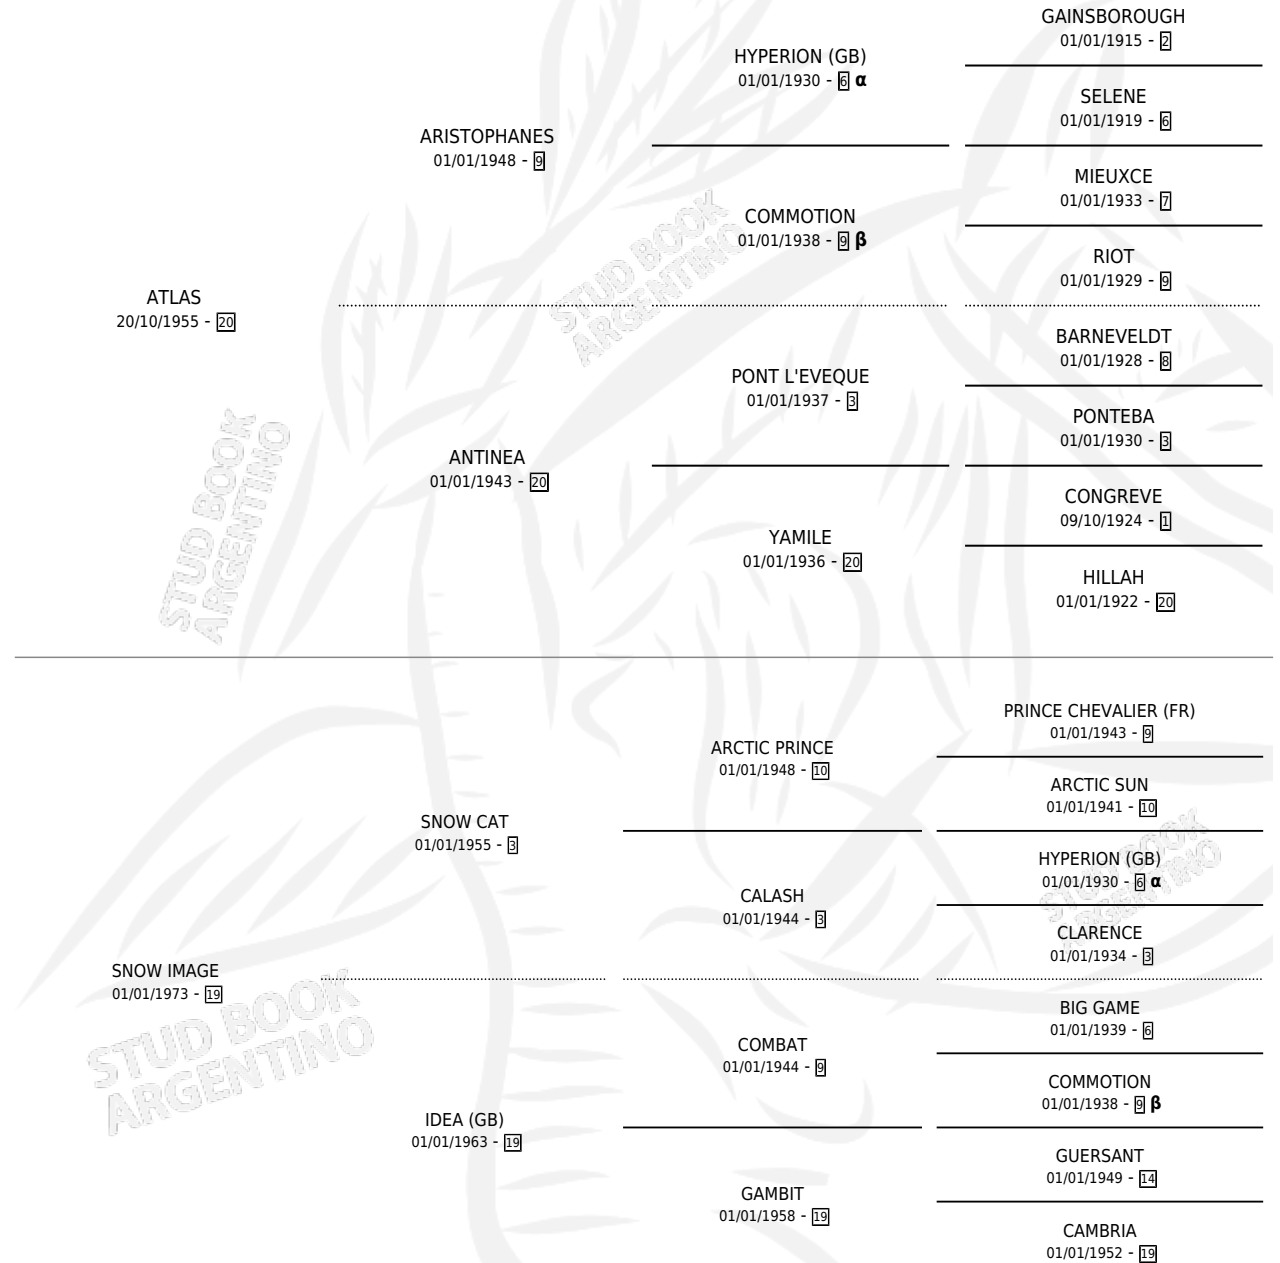 GAINSBOROUGH
01/01/1915 - 2
HYPERION (GB)
01/01/1930 - 6 α
SELENE
01/01/1919 - 6
ARISTOPHANES
01/01/1948 - 9
MIEUXCE
01/01/1933 - 7
COMMOTION
01/01/1938 - 9 β
RIOT
01/01/1929 - 9
ATLAS
20/10/1955 - 20
BARNEVELDT
01/01/1928 - 8
PONT L'EVEQUE
01/01/1937 - 3
PONTEBA
01/01/1930 - 3
ANTINEA
01/01/1943 - 20
CONGREVE
09/10/1924 - 1
YAMILE
01/01/1936 - 20
HILLAH
01/01/1922 - 20
STUD BOOK
ARGENTINO
STUD BOOK
ARGENTINO
PRINCE CHEVALIER (FR)
01/01/1943 - 9
ARCTIC PRINCE
01/01/1948 - 10
ARCTIC SUN
01/01/1941 - 10
SNOW CAT
01/01/1955 - 3
HYPERION (GB)
01/01/1930 - 6 α
CALASH
01/01/1944 - 3
CLARENCE
01/01/1934 - 3
SNOW IMAGE
01/01/1973 - 19
BIG GAME
01/01/1939 - 6
COMBAT
01/01/1944 - 9
COMMOTION
01/01/1938 - 9 β
IDEA (GB)
01/01/1963 - 19
GUERSANT
01/01/1949 - 14
GAMBIT
01/01/1958 - 19
CAMBRIA
01/01/1952 - 19
STUD BOOK
ARGENTINO
STUD BOOK
ARGENTINO